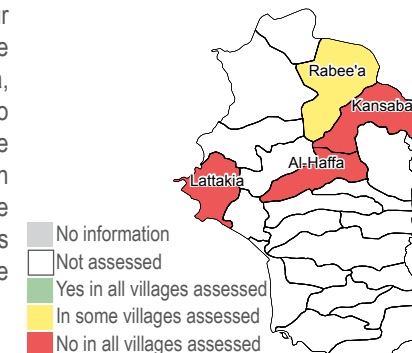 ur
e
,
o
e
n
e
s
e
Rabee'a
Kansaba
Al-Haffa
Lattakia
No information
Not assessed
Yes in all villages assessed
In some villages assessed
No in all villages assessed